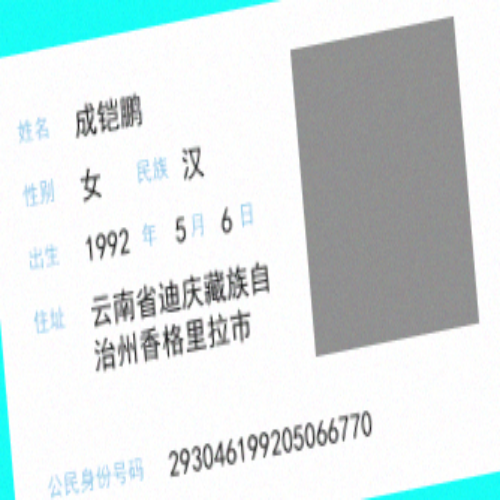 姓名 成铠鹏
性别 女 民族 汉
出生 1992 年 5 月 6 日
住址 云南省迪庆藏族自
治州香格里拉市
公民身份号码 293046199205066770